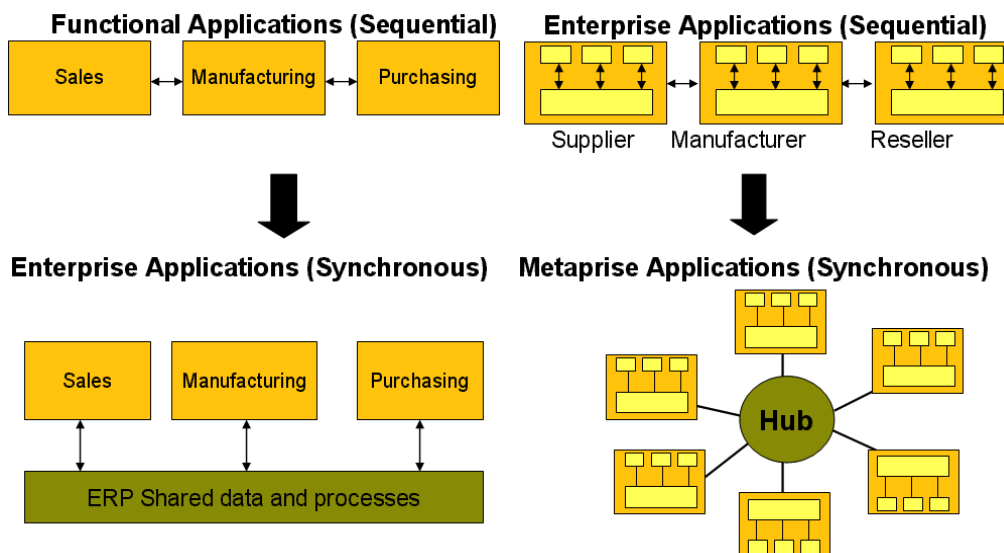 Functional Applications (Sequential)
Sales
Manufacturing
Purchasing
Enterprise Applications (Sequential)
Supplier
Manufacturer
Reseller
Enterprise Applications (Synchronous)
Sales
Manufacturing
Purchasing
ERP Shared data and processes
Metaprise Applications (Synchronous)
Hub